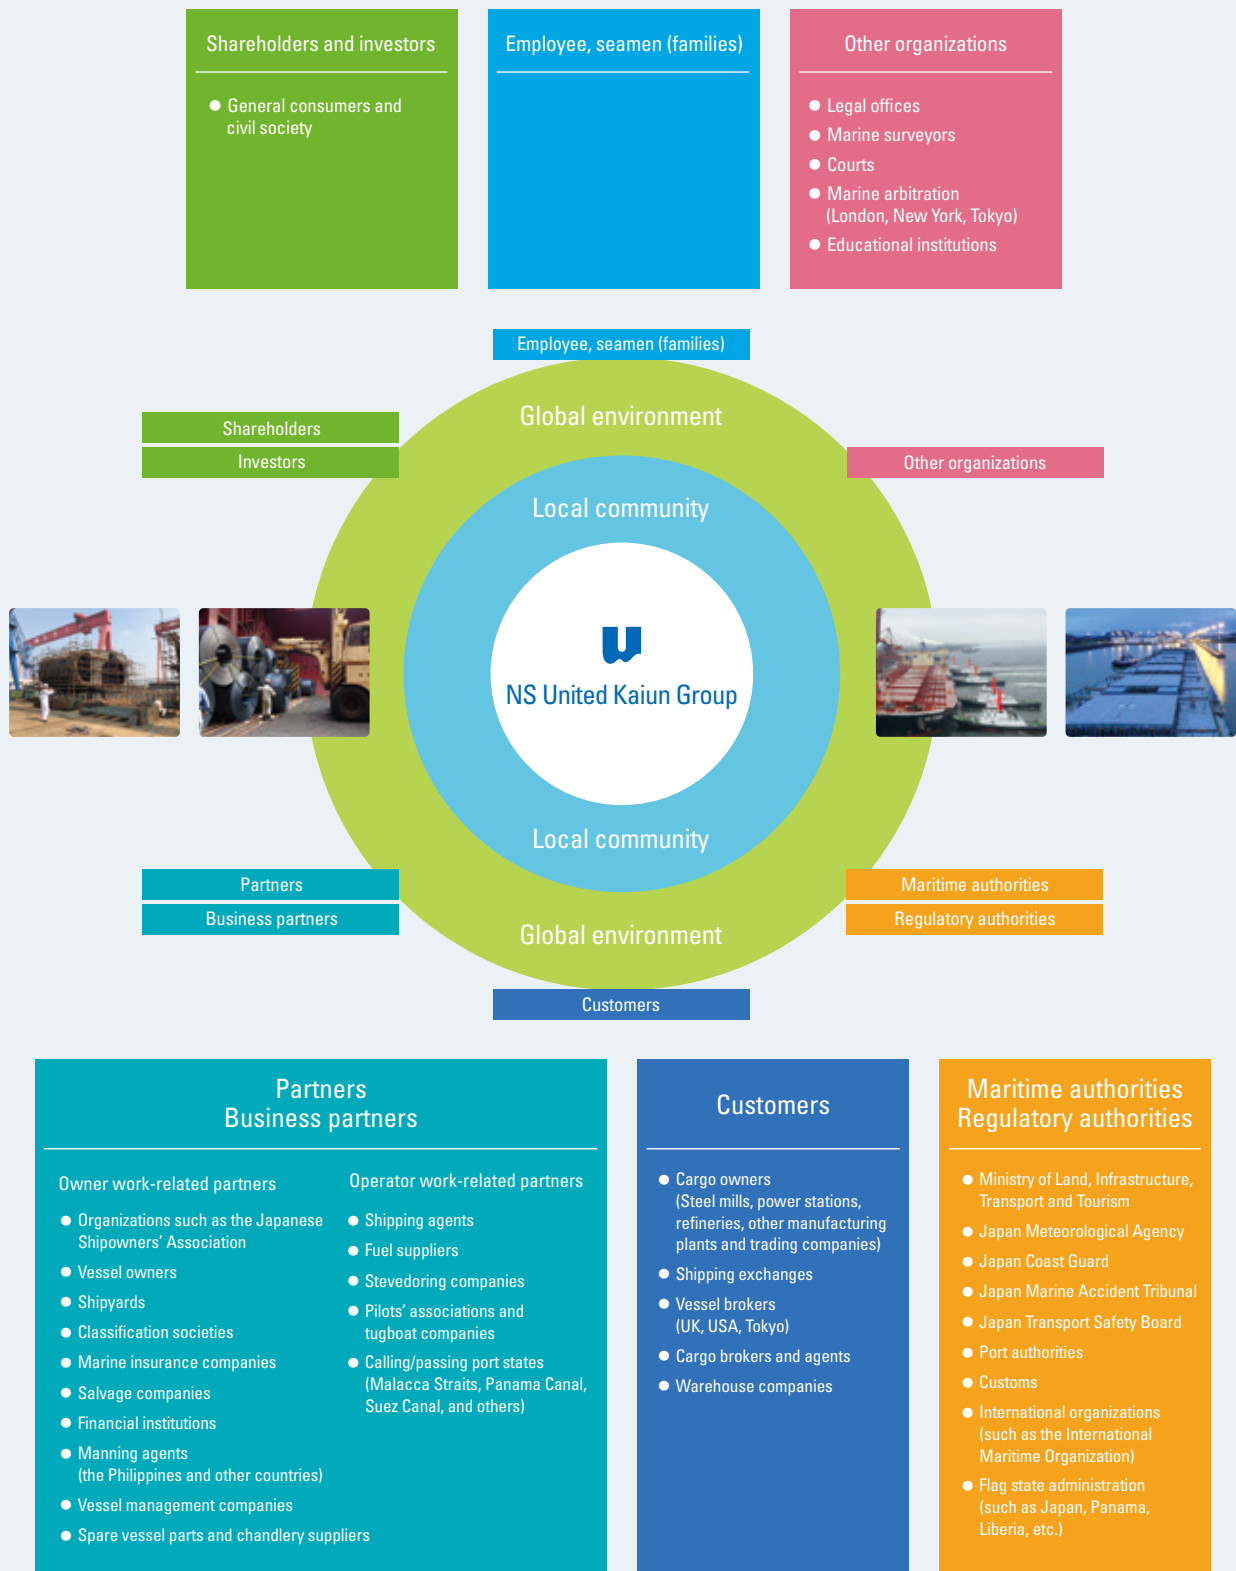 Shareholders and investors
● General consumers and
civil society
Employee, seamen (families)
Other organizations
● Legal offices
● Marine surveyors
● Courts
● Marine arbitration
(London, New York, Tokyo)
● Educational institutions
Employee, seamen (families)
Shareholders
Investors
Other organizations
Global environment
Local community
NS United Kaiun Group
Local community
Global environment
Partners
Business partners
Maritime authorities
Regulatory authorities
Customers
Partners
Business partners
Owner work-related partners
● Organizations such as the Japanese
Shipowners' Association
● Vessel owners
● Shipyards
● Classification societies
● Marine insurance companies
● Salvage companies
● Financial institutions
● Manning agents
(the Philippines and other countries)
● Vessel management companies
● Spare vessel parts and chandlery suppliers
Operator work-related partners
● Shipping agents
● Fuel suppliers
● Stevedoring companies
● Pilots' associations and
tugboat companies
● Calling/passing port states
(Malacca Straits, Panama Canal,
Suez Canal, and others)
Customers
● Cargo owners
(Steel mills, power stations,
refineries, other manufacturing
plants and trading companies)
● Shipping exchanges
● Vessel brokers
(UK, USA, Tokyo)
● Cargo brokers and agents
● Warehouse companies
Maritime authorities
Regulatory authorities
● Ministry of Land, Infrastructure,
Transport and Tourism
● Japan Meteorological Agency
● Japan Coast Guard
● Japan Marine Accident Tribunal
● Japan Transport Safety Board
● Port authorities
● Customs
● International organizations
(such as the International
Maritime Organization)
● Flag state administration
(such as Japan, Panama,
Liberia, etc.)